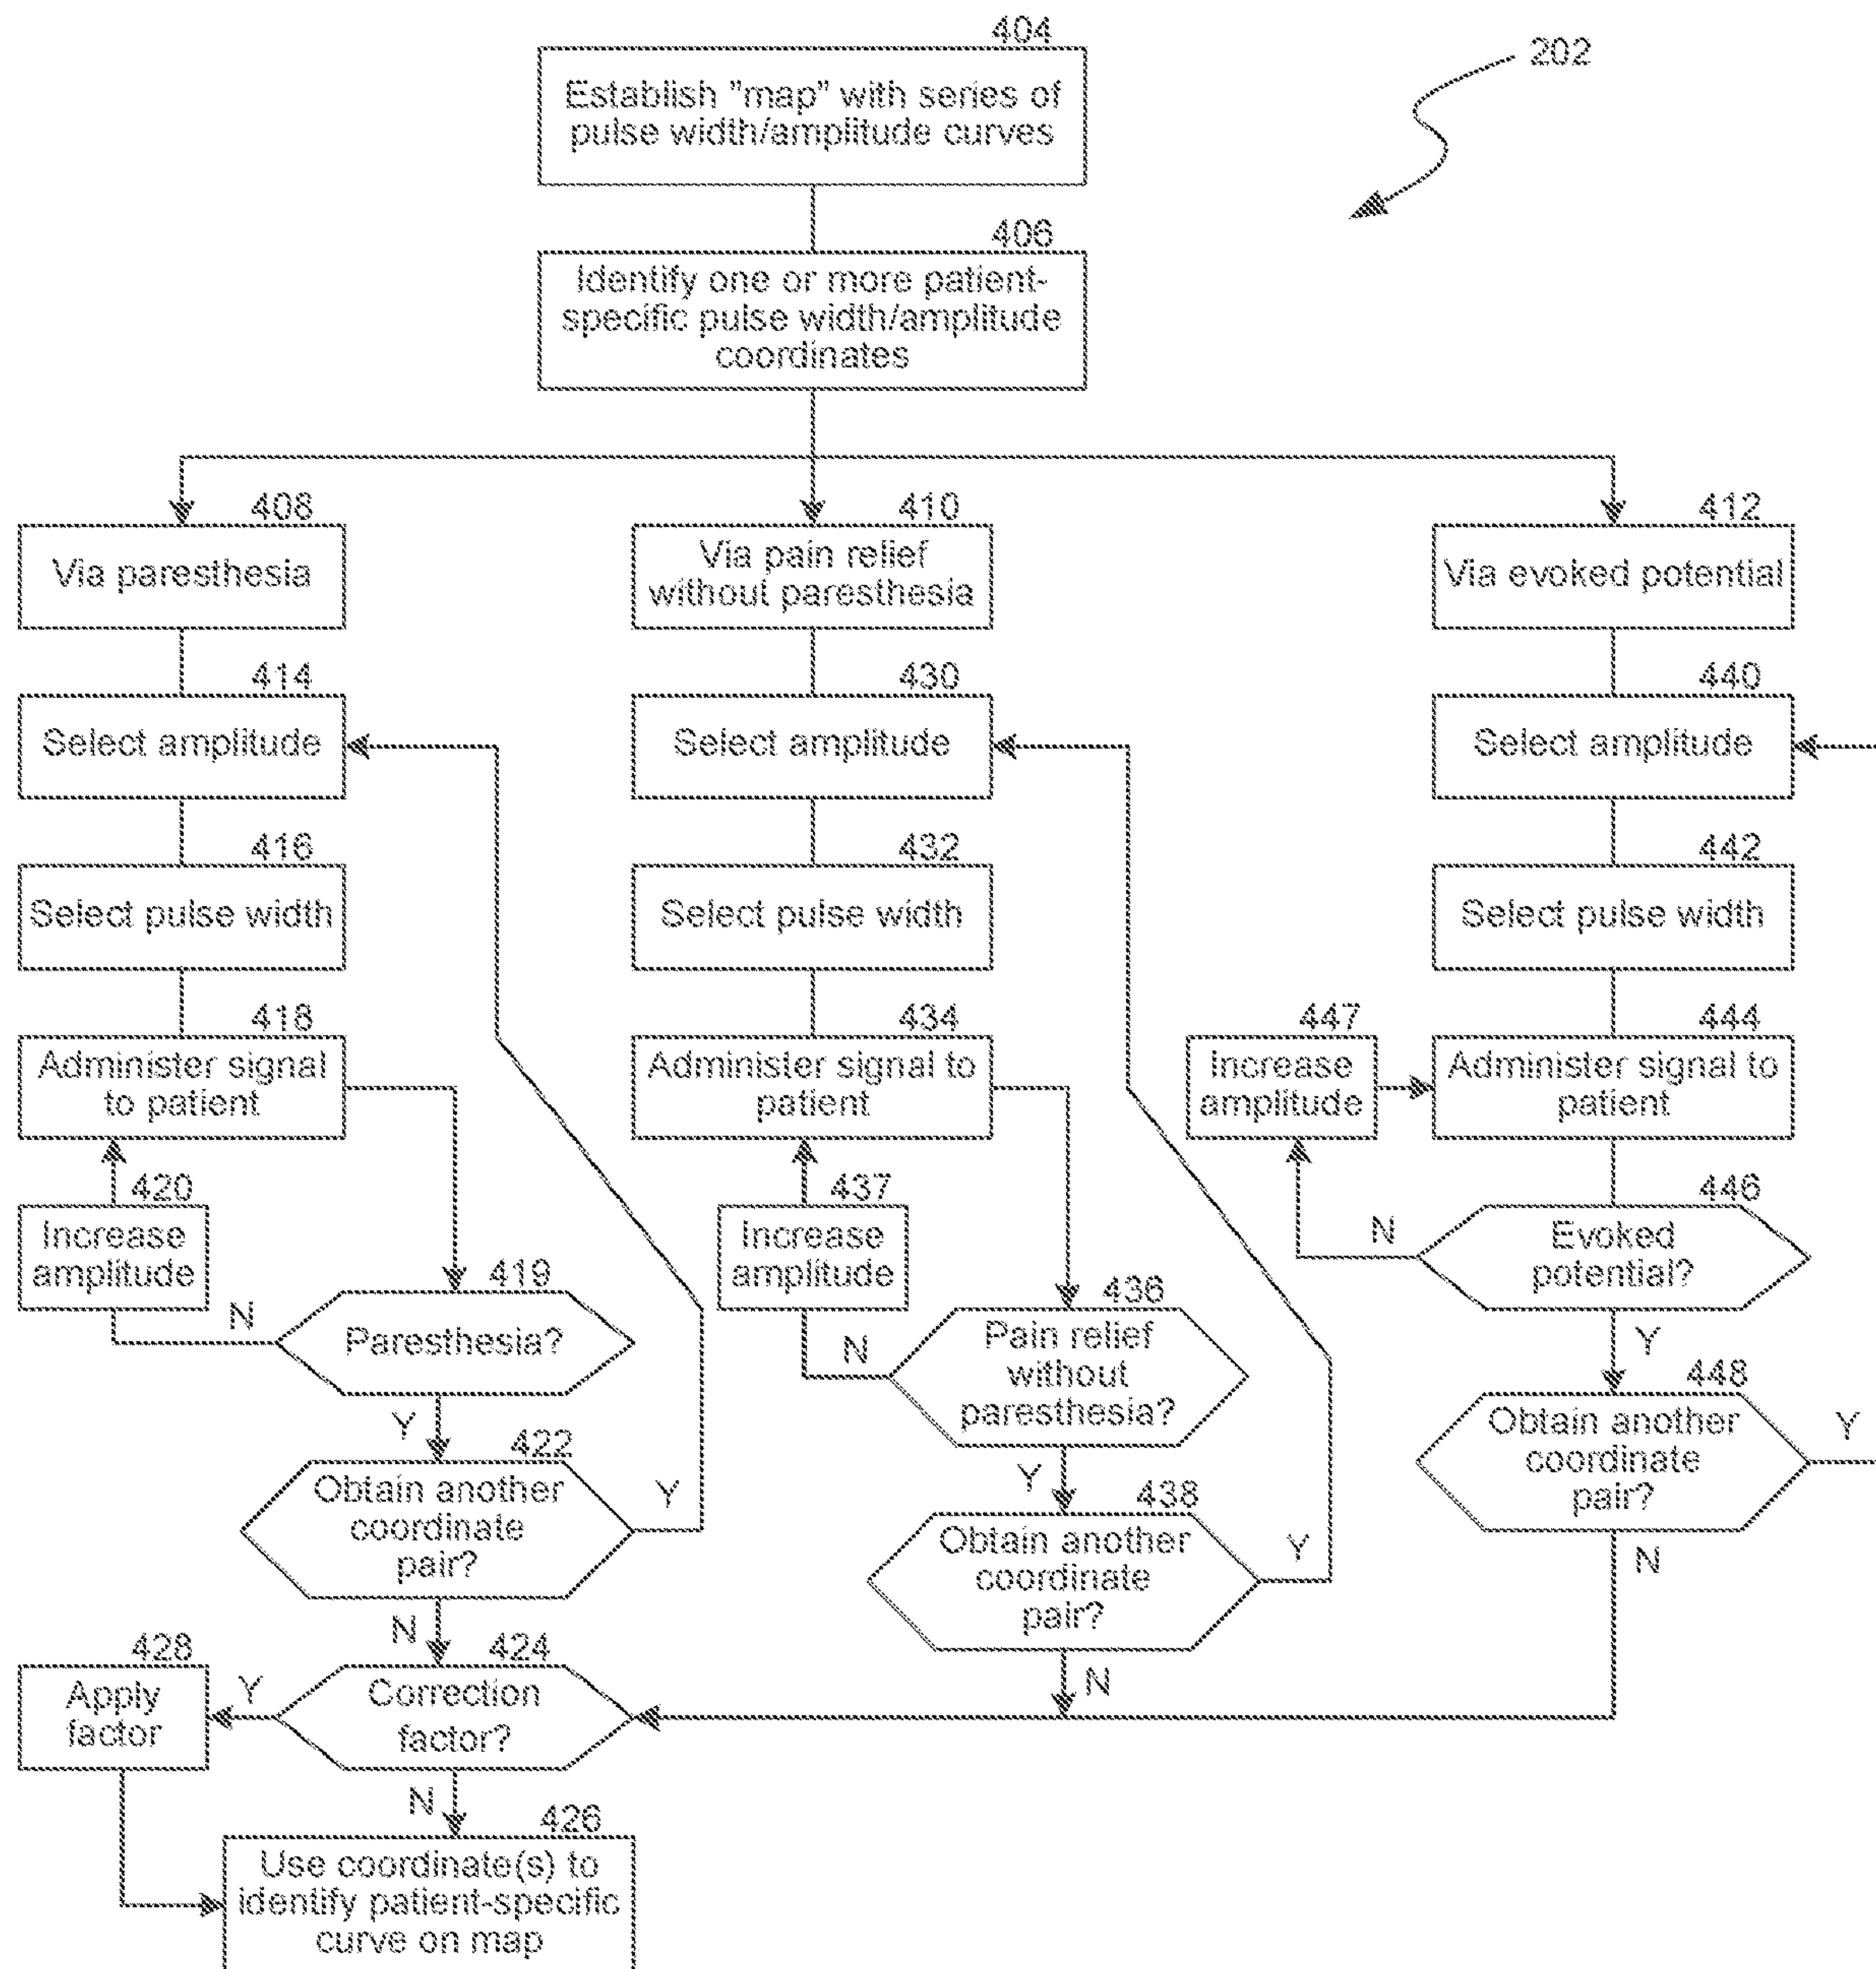 404
202
Establish "map" with series of
pulse width/amplitude curves
406
Identify one or more patient-
specific pulse width/amplitude
coordinates
408
410
412
Via paresthesia
Via pain relief
without paresthesia
Via evoked potential
414
430
440
Select amplitude
Select amplitude
Select amplitude
416
432
442
Select pulse width
Select pulse width
Select pulse width
418
434
447
444
Administer signal
to patient
Administer signal to
patient
Increase
amplitude
Administer signal to
patient
420
437
446
Increase
amplitude
Increase
amplitude
N
Evoked
potential?
419
436
N
Paresthesia?
N
Pain relief
without
paresthesia?
Y
448
Y
422
Obtain another
coordinate
pair?
Y
Obtain another
coordinate
pair?
Y
Y
438
Obtain another
coordinate
pair?
Y
N
N
428
424
N
Apply
factor
Y
Correction
factor?
N
426
Use coordinate(s) to
identify patient-specific
curve on map